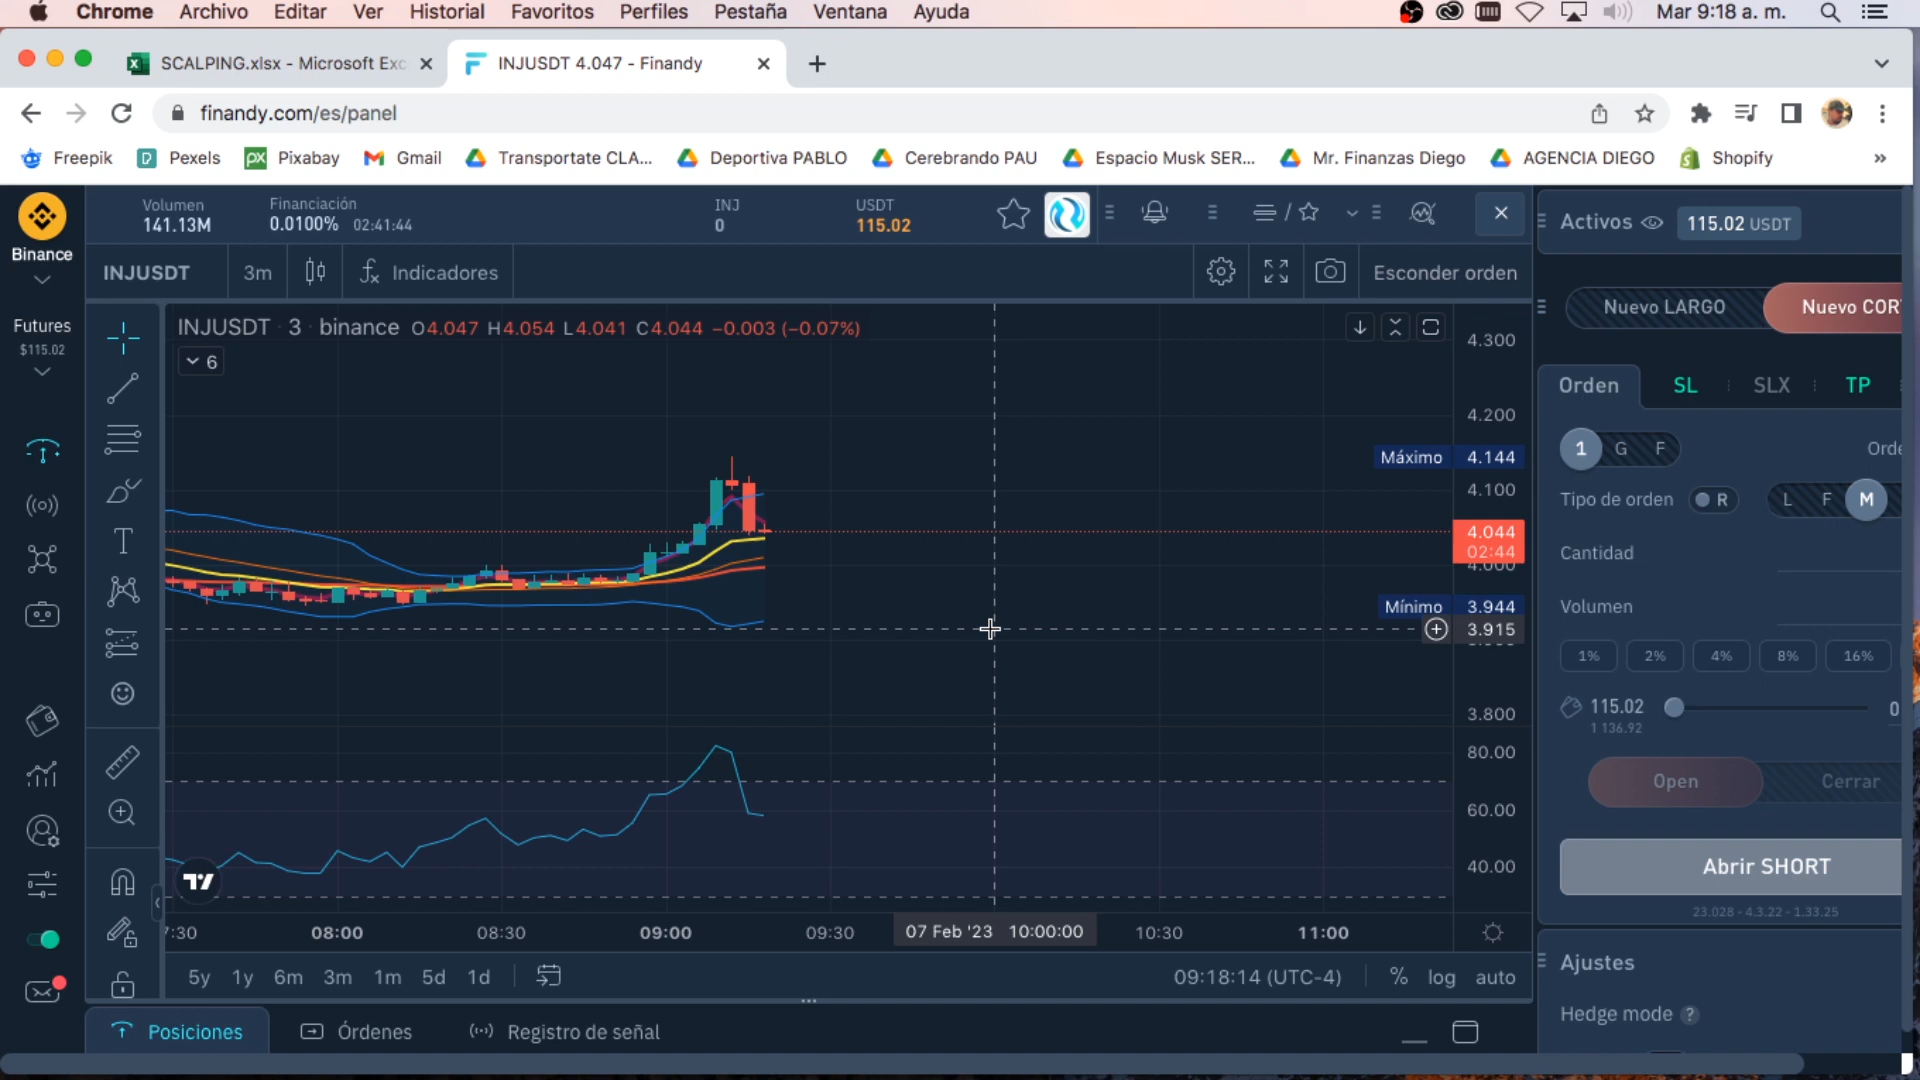 Chrome Archivo Editar Ver Historial Favoritos Perfiles Pestaña Ventana Ayuda Mar 9:18 a. m.
SCALPING.xlsx - Microsoft Exc INJUSDT 4.047 - Finandy
finandy.com/es/panel
Freepik Pexels Pixabay Gmail Transportate CLA... Deportiva PABLO Cerebrando PAU Espacio Musk SER... Mr. Finanzas Diego AGENCIA DIEGO Shopify »
Binance
Futures
$115.02
Volumen
141.13M
Financiación
0.0100% 02:41:44
INJ
0
USDT
115.02
INJUSDT 3m Indicadores Esconder orden
INJUSDT · 3 · binance O4.047 H4.054 L4.041 C4.044 −0.003 (−0.07%)
6
4.300
4.200
Máximo 4.144
4.100
4.044
02:44
4.000
Mínimo 3.944
3.915
3.800
80.00
60.00
40.00
:30 08:00 08:30 09:00 09:30 07 Feb '23 10:00:00 10:30 11:00
5y 1y 6m 3m 1m 5d 1d 09:18:14 (UTC-4) % log auto
Posiciones Órdenes Registro de señal
Activos 115.02 USDT
Nuevo LARGO Nuevo COR
Orden SL SLX TP
1 G F Orde
Tipo de orden R L F M
Cantidad
Volumen
1% 2% 4% 8% 16%
115.02 0
1 136.92
Open Cerrar
Abrir SHORT
23.028 - 4.3.22 - 1.33.25
Ajustes
Hedge mode ?